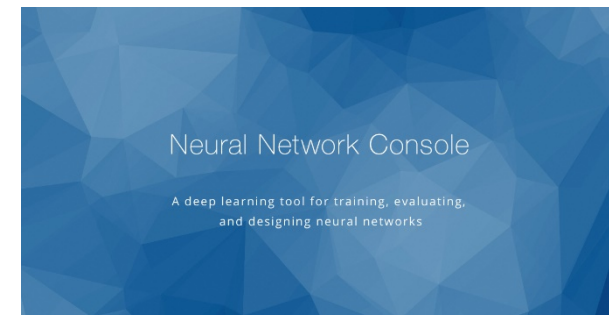 Neural Network Console
A deep learning tool for training, evaluating,
and designing neural networks